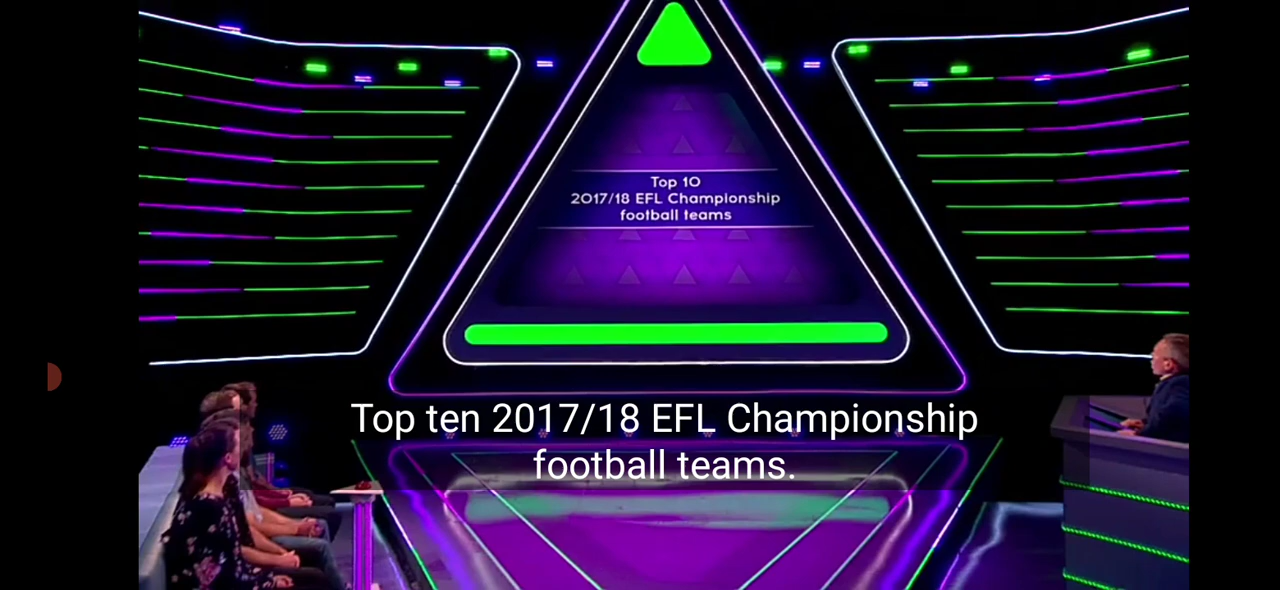 Top 10
2017/18 EFL Championship
football teams
Top ten 2017/18 EFL Championship
football teams.